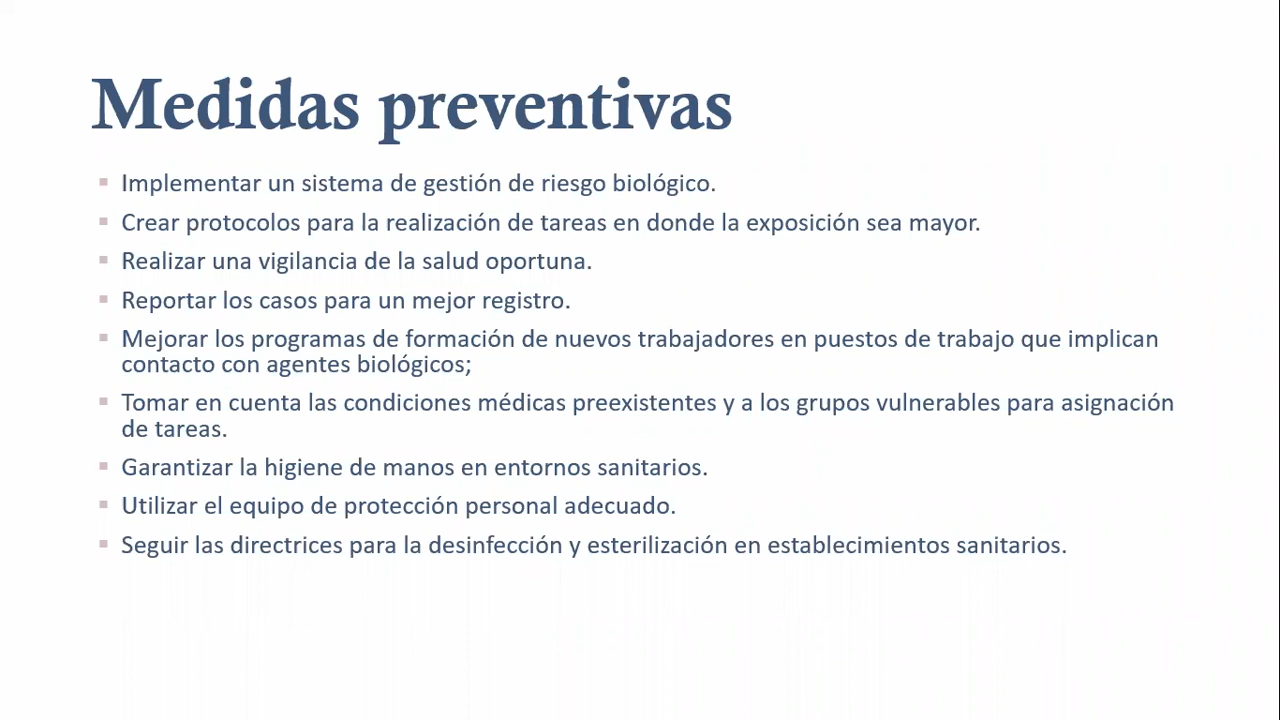 Medidas preventivas
Implementar un sistema de gestión de riesgo biológico.
Crear protocolos para la realización de tareas en donde la exposición sea mayor.
Realizar una vigilancia de la salud oportuna.
Reportar los casos para un mejor registro.
Mejorar los programas de formación de nuevos trabajadores en puestos de trabajo que implican
contacto con agentes biológicos;
Tomar en cuenta las condiciones médicas preexistentes y a los grupos vulnerables para asignación
de tareas.
Garantizar la higiene de manos en entornos sanitarios.
Utilizar el equipo de protección personal adecuado.
Seguir las directrices para la desinfección y esterilización en establecimientos sanitarios.